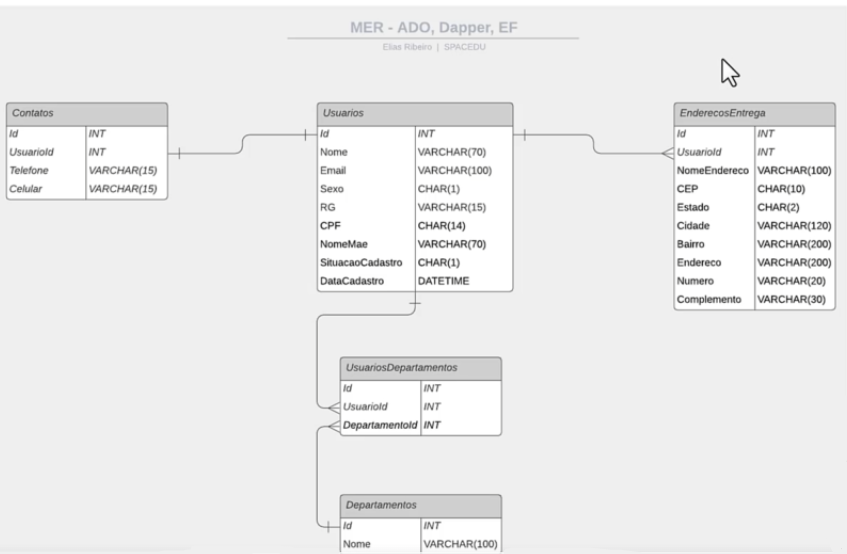 MER - ADO, Dapper, EF
Elias Ribeiro | SPACEDU
Contatos
Id INT
UsuarioId INT
Telefone VARCHAR(15)
Celular VARCHAR(15)
Usuarios
Id INT
Nome VARCHAR(70)
Email VARCHAR(100)
Sexo CHAR(1)
RG VARCHAR(15)
CPF CHAR(14)
NomeMae VARCHAR(70)
SituacaoCadastro CHAR(1)
DataCadastro DATETIME
EnderecosEntrega
Id INT
UsuarioId INT
NomeEndereco VARCHAR(100)
CEP CHAR(10)
Estado CHAR(2)
Cidade VARCHAR(120)
Bairro VARCHAR(200)
Endereco VARCHAR(200)
Numero VARCHAR(20)
Complemento VARCHAR(30)
UsuariosDepartamentos
Id INT
UsuarioId INT
DepartamentoId INT
Departamentos
Id INT
Nome VARCHAR(100)